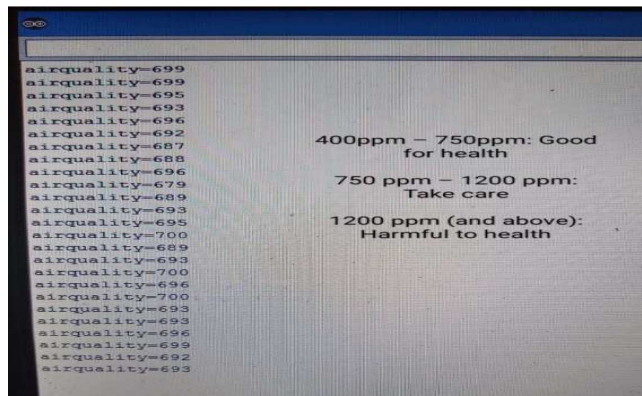 airquality=699
airquality=699
airquality=695
airquality=693
airquality=696
airquality=692
airquality=687
airquality=688
airquality=696
airquality=679
airquality=689
airquality=693
airquality=695
airquality=700
airquality=689
airquality=693
airquality=700
airquality=696
airquality=700
airquality=693
airquality=693
airquality=696
airquality=699
airquality=692
airquality=693
400ppm – 750ppm: Good
for health
750 ppm – 1200 ppm:
Take care
1200 ppm (and above):
Harmful to health